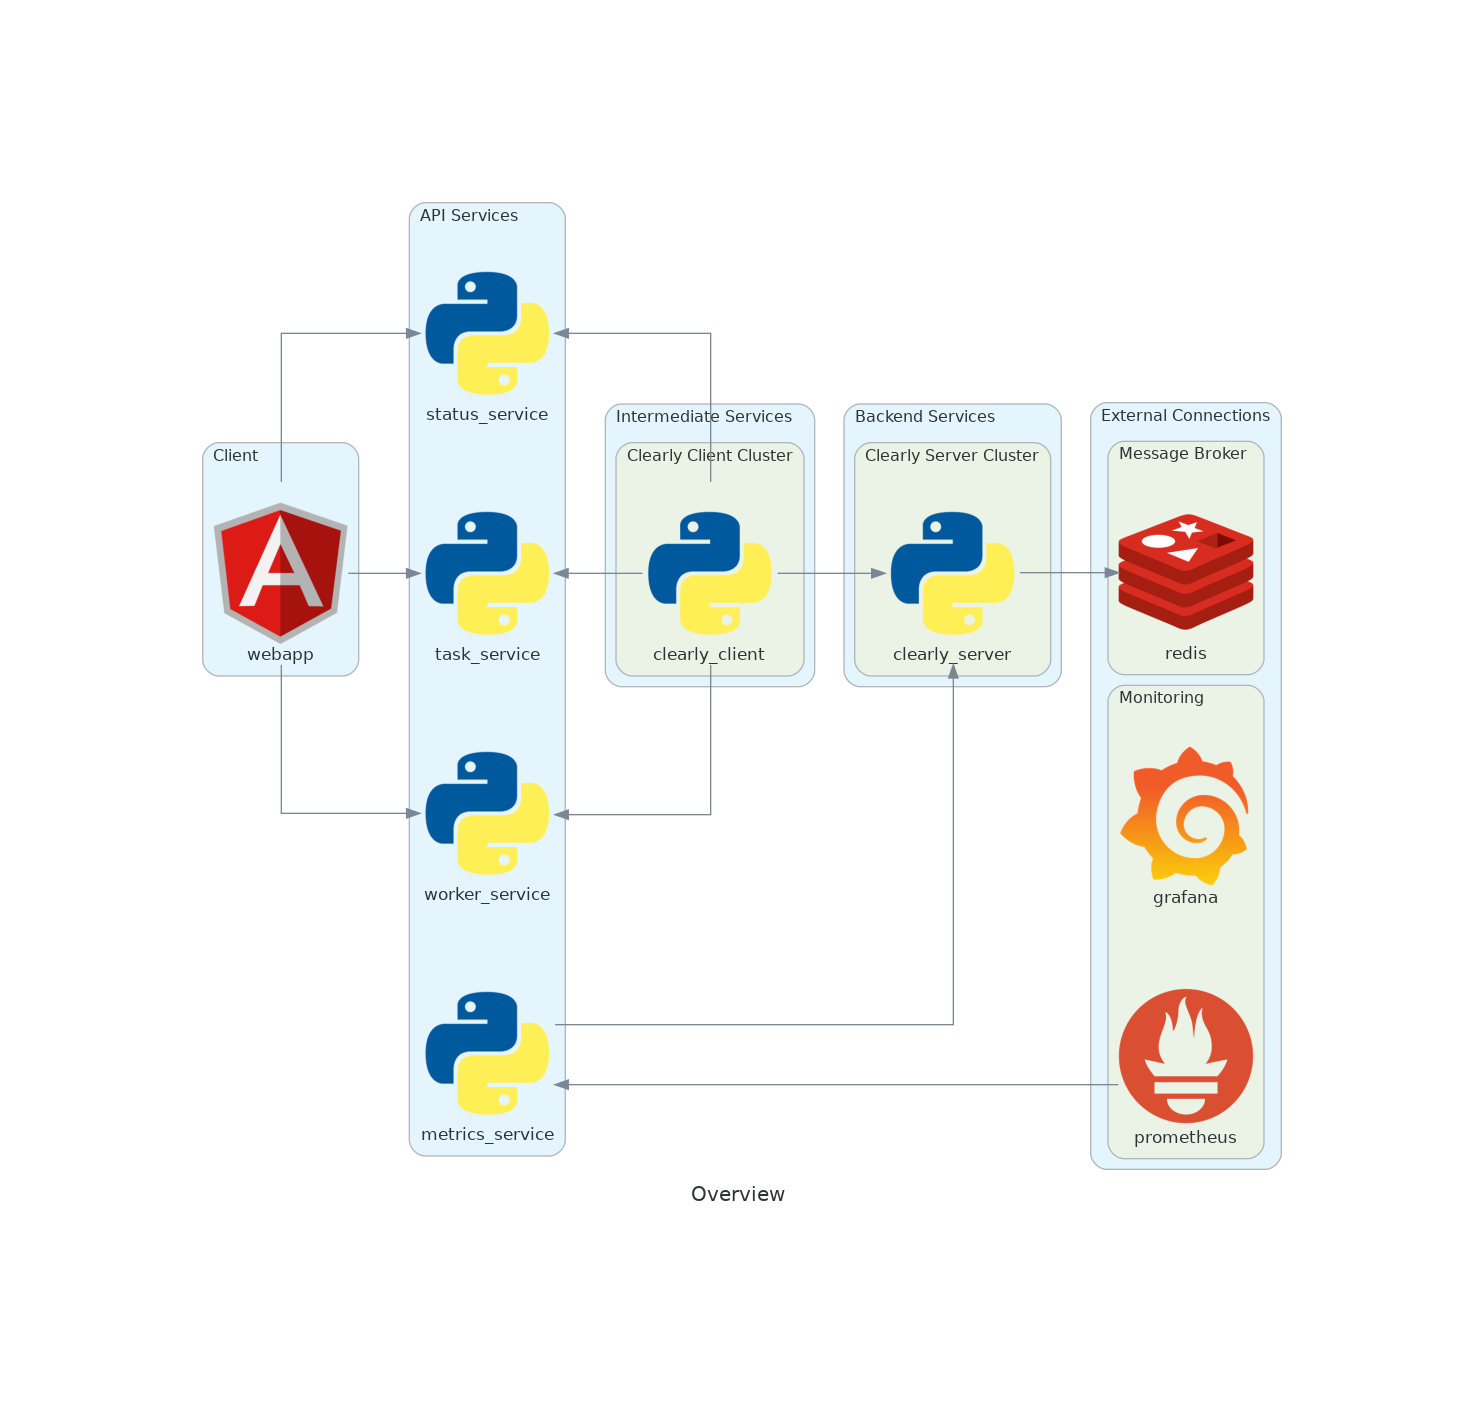 API Services
status_service
Client
webapp
task_service
worker_service
metrics_service
Intermediate Services
Clearly Client Cluster
clearly_client
Backend Services
Clearly Server Cluster
clearly_server
External Connections
Message Broker
redis
Monitoring
grafana
prometheus
Overview